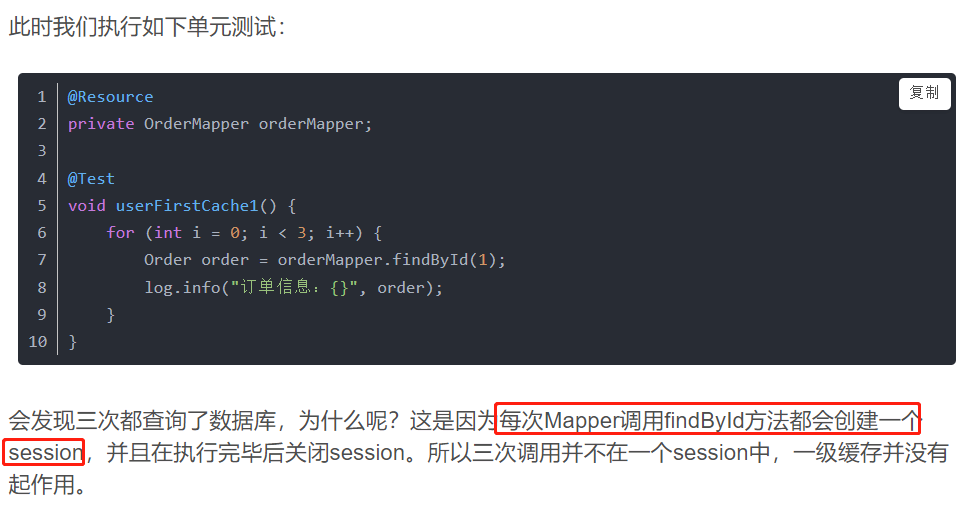 此时我们执行如下单元测试：
复制
1 @Resource
2 private OrderMapper orderMapper;
3
4 @Test
5 void userFirstCache1() {
6 for (int i = 0; i < 3; i++) {
7 Order order = orderMapper.findById(1);
8 log.info("订单信息：{}", order);
9 }
10 }
会发现三次都查询了数据库，为什么呢？这是因为每次Mapper调用findById方法都会创建一个
session，并且在执行完毕后关闭session。所以三次调用并不在一个session中，一级缓存并没有
起作用。